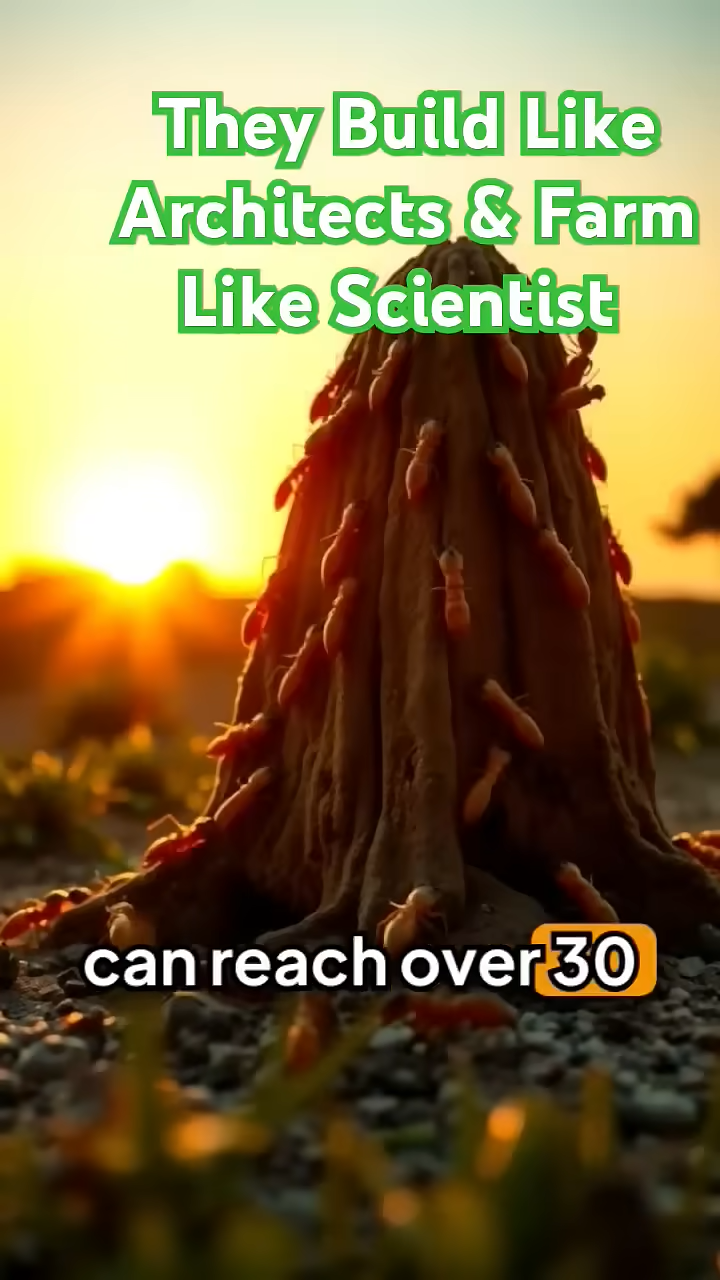 They Build Like
Architects & Farm
Like Scientist
can reach over 30